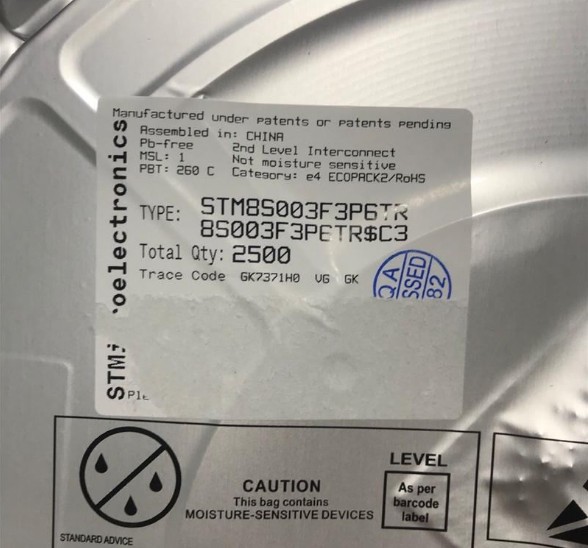 Manufactured under patents or patents pending
Assembled in: CHINA
Pb-free 2nd Level Interconnect
MSL: 1 Not moisture sensitive
PBT: 260 C Category: e4 ECOPACK2/RoHS
TYPE: STM8S003F3P6TR
8S003F3P6TR$C3
Total Qty: 2500
Trace Code GK7371H0 VG GK
QA
SSED
82
oelectronics
STM
CAUTION
This bag contains
MOISTURE-SENSITIVE DEVICES
LEVEL
As per
barcode
label
STANDARD ADVICE